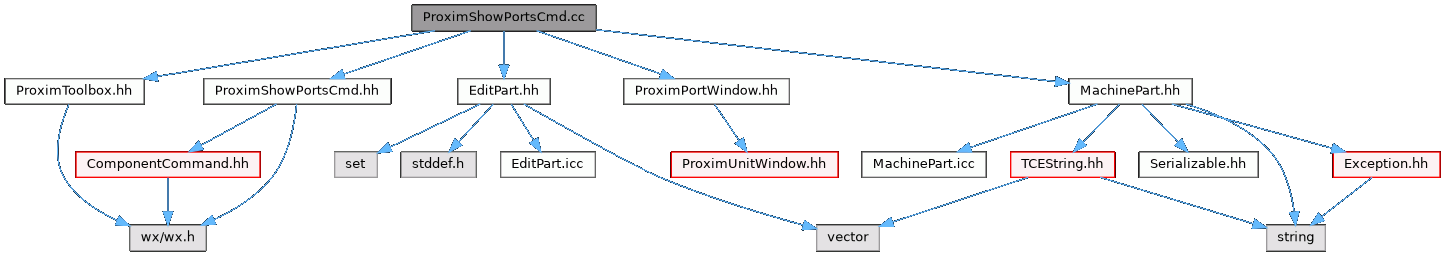 ProximShowPortsCmd.cc
ProximToolbox.hh
ProximShowPortsCmd.hh
EditPart.hh
ProximPortWindow.hh
MachinePart.hh
ComponentCommand.hh
set
stddef.h
EditPart.icc
ProximUnitWindow.hh
MachinePart.icc
TCEString.hh
Serializable.hh
Exception.hh
wx/wx.h
vector
string